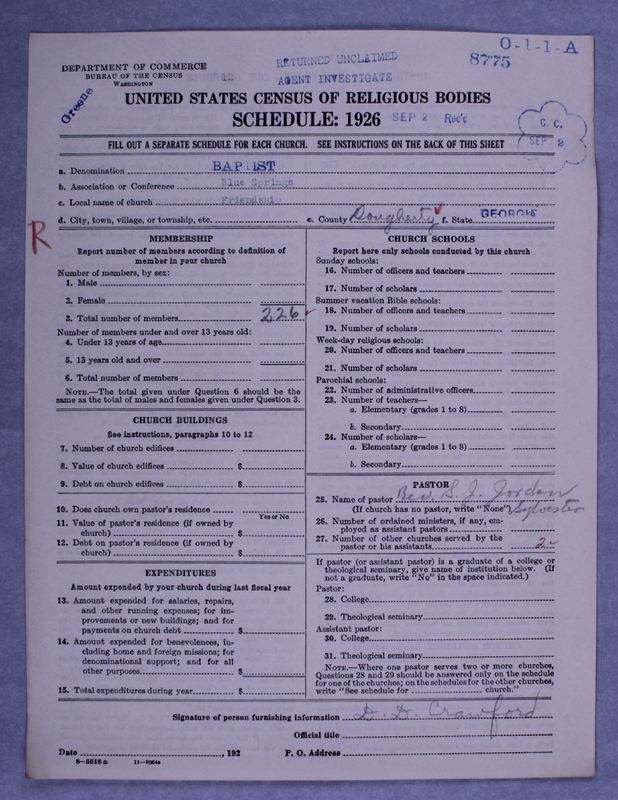 O-1-1-A
8775
RETURNED UNCLAIMED
AGENT INVESTIGATE
DEPARTMENT OF COMMERCE
BUREAU OF THE CENSUS
WASHINGTON
12
Greene
UNITED STATES CENSUS OF RELIGIOUS BODIES
SCHEDULE: 1926 SEP 2 Rec'd
C. C.
SEP 2
FILL OUT A SEPARATE SCHEDULE FOR EACH CHURCH. SEE INSTRUCTIONS ON THE BACK OF THIS SHEET
a. Denomination BAPTIST
b. Association or Conference Blue Springs
c. Local name of church Friendship
d. City, town, village, or township, etc. e. County Dougherty f. State GEORGIA
R
MEMBERSHIP
Report number of members according to definition of
member in your church
Number of members, by sex:
1. Male
2. Female
3. Total number of members 226
Number of members under and over 13 years old:
4. Under 13 years of age
5. 13 years old and over
6. Total number of members
NOTE.—The total given under Question 6 should be the
same as the total of males and females given under Question 3.
CHURCH BUILDINGS
See instructions, paragraphs 10 to 12
7. Number of church edifices
8. Value of church edifices $
9. Debt on church edifices $
10. Does church own pastor's residence
Yes or No
11. Value of pastor's residence (if owned by
church) $
12. Debt on pastor's residence (if owned by
church) $
EXPENDITURES
Amount expended by your church during last fiscal year
13. Amount expended for salaries, repairs,
and other running expenses; for im-
provements or new buildings; and for
payments on church debt $
14. Amount expended for benevolences, in-
cluding home and foreign missions; for
denominational support; and for all
other purposes $
15. Total expenditures during year $
CHURCH SCHOOLS
Report here only schools conducted by this church
Sunday schools:
16. Number of officers and teachers
17. Number of scholars
Summer vacation Bible schools:
18. Number of officers and teachers
19. Number of scholars
Week-day religious schools:
20. Number of officers and teachers
21. Number of scholars
Parochial schools:
22. Number of administrative officers
23. Number of teachers—
a. Elementary (grades 1 to 8)
b. Secondary
24. Number of scholars—
a. Elementary (grades 1 to 8)
b. Secondary
PASTOR
25. Name of pastor Rev. S. J. Jordan
(If church has no pastor, write "None") Sylvester
26. Number of ordained ministers, if any, em-
ployed as assistant pastors
27. Number of other churches served by the
pastor or his assistants 2
If pastor (or assistant pastor) is a graduate of a college or
theological seminary, give name of institution below. (If
not a graduate, write "No" in the space indicated.)
Pastor:
28. College
29. Theological seminary
Assistant pastor:
30. College
31. Theological seminary
NOTE.—Where one pastor serves two or more churches,
Questions 28 and 29 should be answered only on the schedule
for one of the churches; on the schedules for the other churches,
write "See schedule for church."
Signature of person furnishing information D. D. Crawford
Official title
Date , 192 P. O. Address
8—5518 a 11—9064a